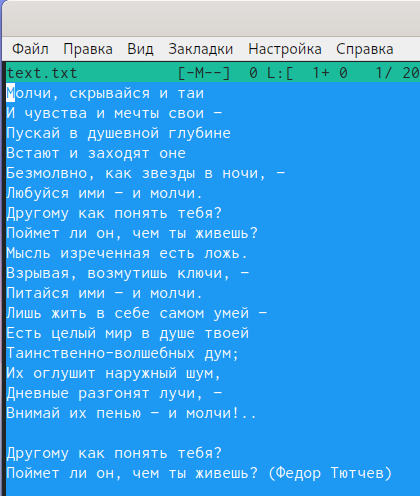 Файл Правка Вид Закладки Настройка Справка
text.txt [-M--] 0 L:[ 1+ 0 1/ 20
Молчи, скрывайся и таи
И чувства и мечты свои –
Пускай в душевной глубине
Встают и заходят оне
Безмолвно, как звезды в ночи, –
Любуйся ими – и молчи.
Другому как понять тебя?
Поймет ли он, чем ты живешь?
Мысль изреченная есть ложь.
Взрывая, возмутишь ключи, –
Питайся ими – и молчи.
Лишь жить в себе самом умей –
Есть целый мир в душе твоей
Таинственно-волшебных дум;
Их оглушит наружный шум,
Дневные разгонят лучи, –
Внимай их пенью – и молчи!..

Другому как понять тебя?
Поймет ли он, чем ты живешь? (Федор Тютчев)